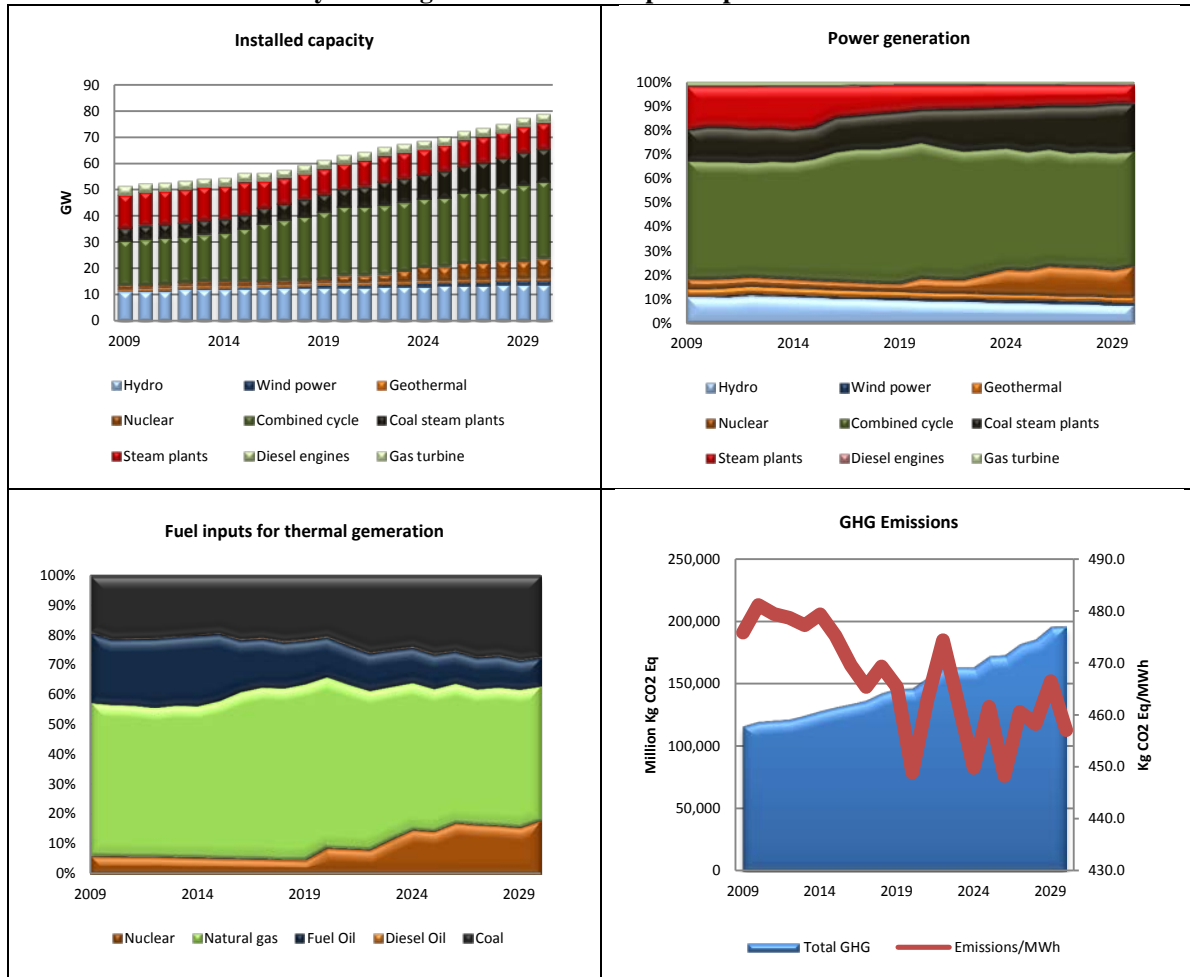 Installed capacity
90
80
70
60
50
40
30
20
10
0
GW
2009 2014 2019 2024 2029
Hydro Wind power Geothermal
Nuclear Combined cycle Coal steam plants
Steam plants Diesel engines Gas turbine
Power generation
100%
90%
80%
70%
60%
50%
40%
30%
20%
10%
0%
2009 2014 2019 2024 2029
Hydro Wind power Geothermal
Nuclear Combined cycle Coal steam plants
Steam plants Diesel engines Gas turbine
Fuel inputs for thermal gemeration
100%
90%
80%
70%
60%
50%
40%
30%
20%
10%
0%
2009 2014 2019 2024 2029
Nuclear Natural gas Fuel Oil Diesel Oil Coal
GHG Emissions
250,000
200,000
150,000
100,000
50,000
0
Million Kg CO2 Eq
490.0
480.0
470.0
460.0
450.0
440.0
430.0
Kg CO2 Eq/MWh
2009 2014 2019 2024 2029
Total GHG Emissions/MWh